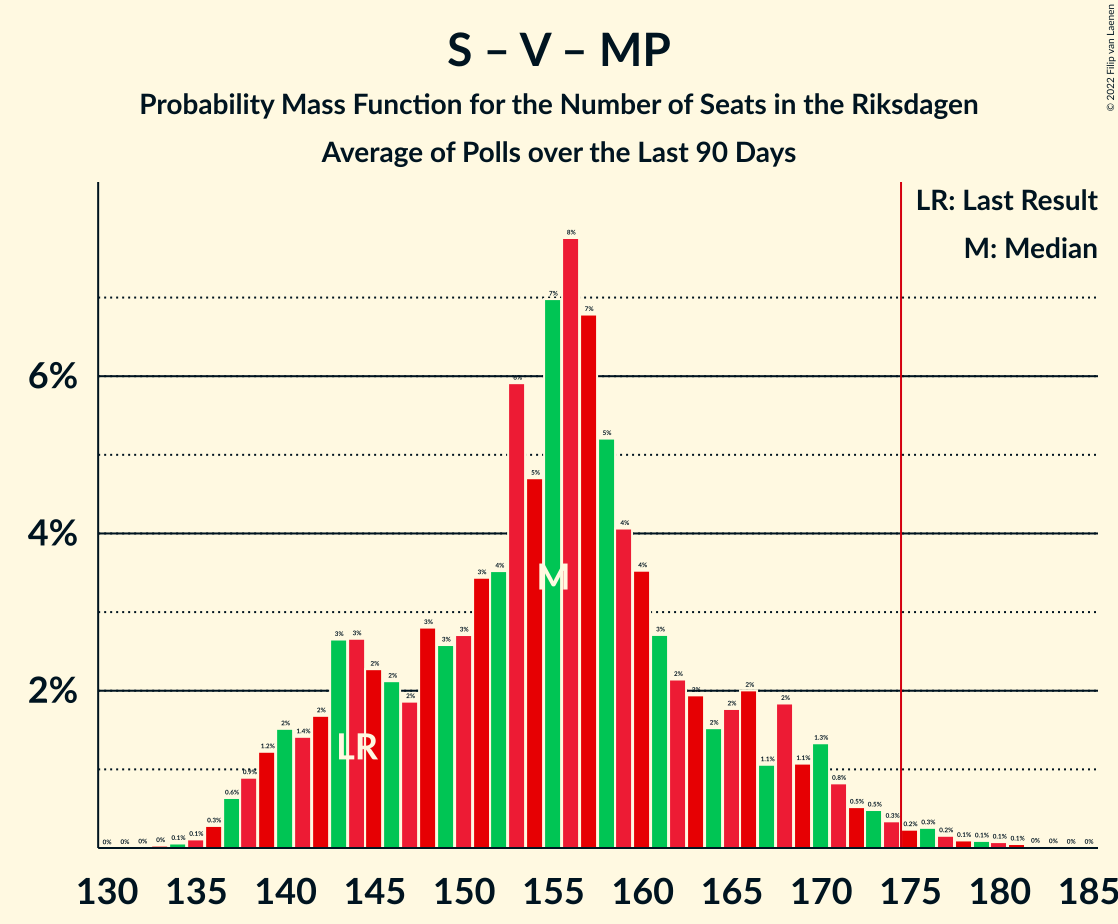 S – V – MP
Probability Mass Function for the Number of Seats in the Riksdagen
Average of Polls over the Last 90 Days
© 2022 Filip van Laenen
LR: Last Result
M: Median
6%
4%
2%
0% 0% 0% 0% 0.1% 0.1% 0.3% 0.6% 0.9% 1.2% 2% 1.4% 2% 3% 3% 2% 2% 2% 3% 3% 3% 3% 4% 6% 5% 7% 8% 7% 5% 4% 4% 3% 2% 2% 2% 2% 2% 1.1% 2% 1.1% 1.3% 0.8% 0.5% 0.5% 0.3% 0.2% 0.3% 0.2% 0.1% 0.1% 0.1% 0.1% 0% 0% 0% 0%
M
LR
130 135 140 145 150 155 160 165 170 175 180 185